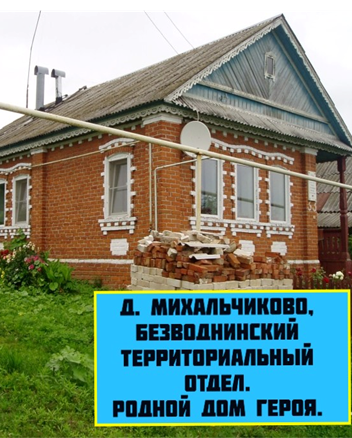 Д. МИХАЛЬЧИКОВО,
БЕЗВОДНИНСКИЙ
ТЕРРИТОРИАЛЬНЫЙ
ОТДЕЛ.
РОДНОЙ ДОМ ГЕРОЯ.